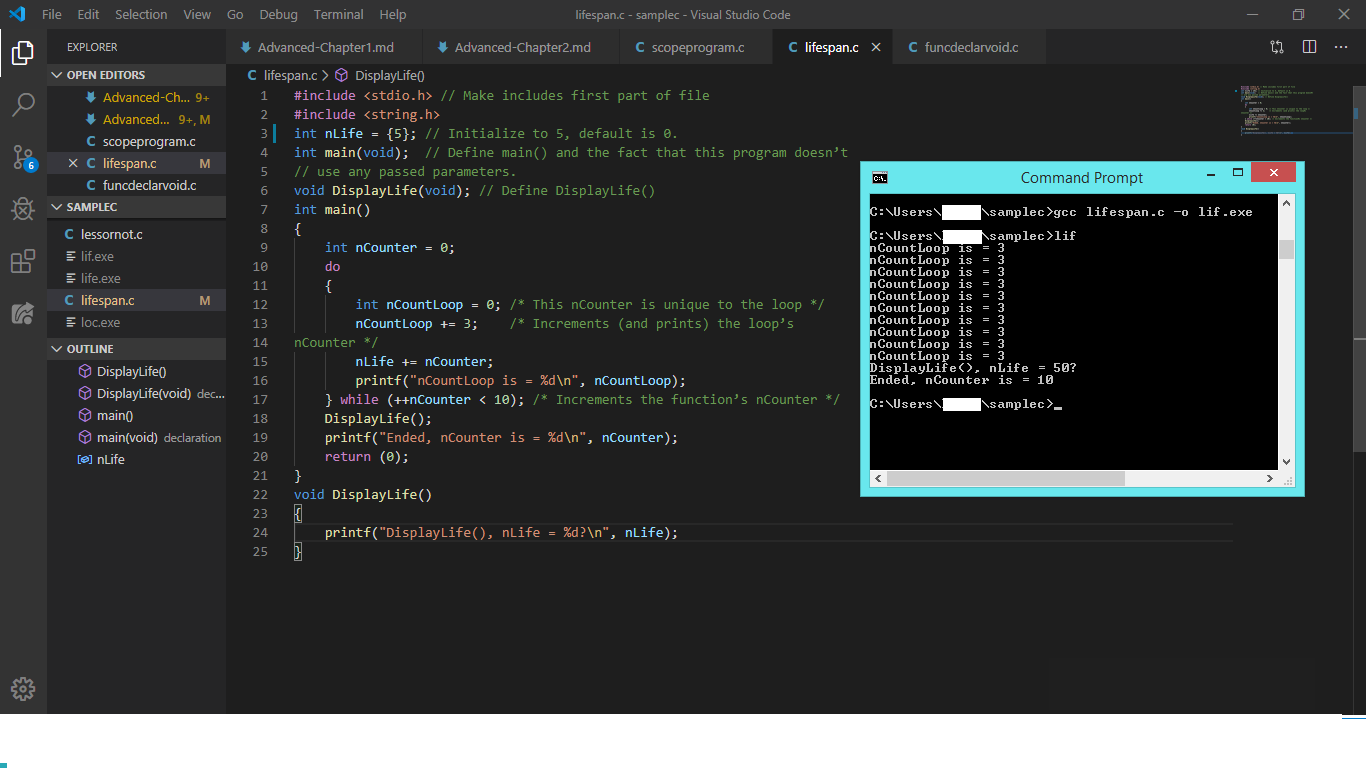 File Edit Selection View Go Debug Terminal Help
lifespan.c - samplec - Visual Studio Code
EXPLORER
OPEN EDITORS
Advanced-Ch... 9+
Advanced... 9+, M
C scopeprogram.c
C lifespan.c M
C funcdeclarvoid.c
SAMPLEC
C lessornot.c
lif.exe
life.exe
C lifespan.c M
loc.exe
OUTLINE
DisplayLife()
DisplayLife(void) dec...
main()
main(void) declaration
nLife
6
Advanced-Chapter1.md
Advanced-Chapter2.md
C scopeprogram.c
C lifespan.c
C funcdeclarvoid.c
C lifespan.c > DisplayLife()
1 #include <stdio.h> // Make includes first part of file
2 #include <string.h>
3 int nLife = {5}; // Initialize to 5, default is 0.
4 int main(void);  // Define main() and the fact that this program doesn’t
5 // use any passed parameters.
6 void DisplayLife(void); // Define DisplayLife()
7 int main()
8 {
9     int nCounter = 0;
10     do
11     {
12         int nCountLoop = 0; /* This nCounter is unique to the loop */
13         nCountLoop += 3;    /* Increments (and prints) the loop’s
14 nCounter */
15         nLife += nCounter;
16         printf("nCountLoop is = %d\n", nCountLoop);
17     } while (++nCounter < 10); /* Increments the function’s nCounter */
18     DisplayLife();
19     printf("Ended, nCounter is = %d\n", nCounter);
20     return (0);
21 }
22 void DisplayLife()
23 {
24     printf("DisplayLife(), nLife = %d?\n", nLife);
25 }
C:\. Command Prompt
C:\Users\ \samplec>gcc lifespan.c -o lif.exe
C:\Users\ \samplec>lif
nCountLoop is = 3
nCountLoop is = 3
nCountLoop is = 3
nCountLoop is = 3
nCountLoop is = 3
nCountLoop is = 3
nCountLoop is = 3
nCountLoop is = 3
nCountLoop is = 3
nCountLoop is = 3
DisplayLife(), nLife = 50?
Ended, nCounter is = 10
C:\Users\ \samplec>_